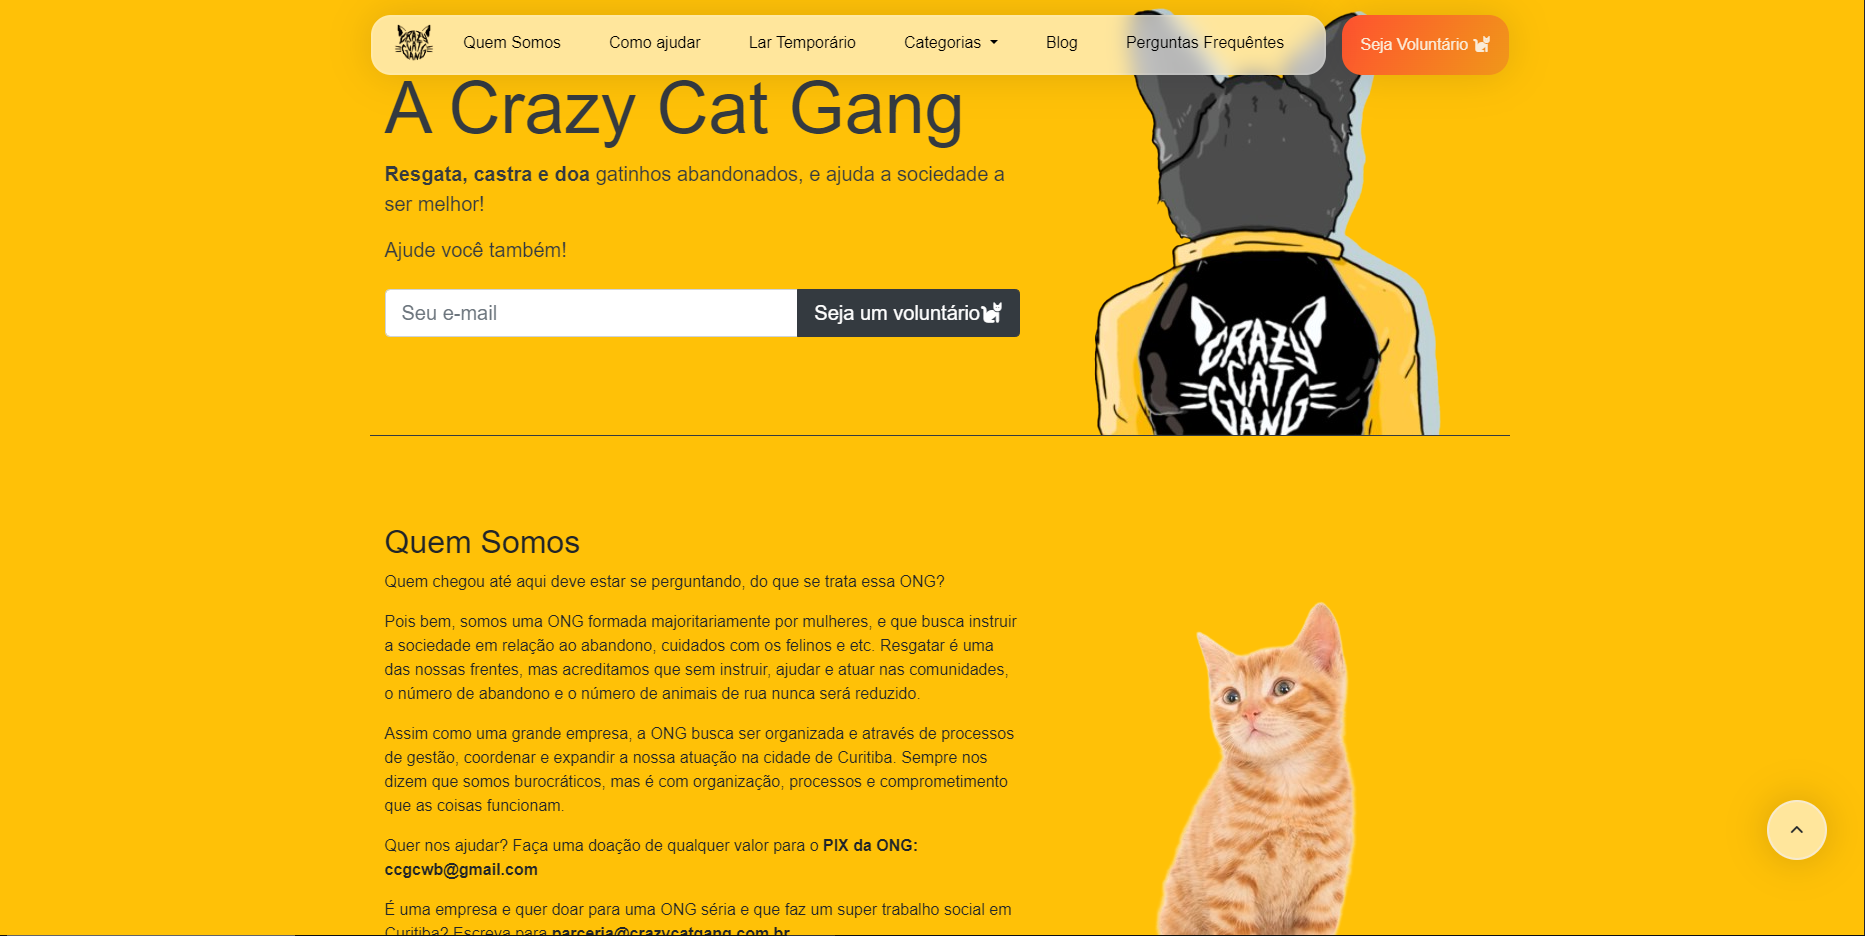 CRAZY
CAT
GANG
Quem Somos
Como ajudar
Lar Temporário
Categorias
Blog
Perguntas Frequêntes
Seja Voluntário
A Crazy Cat Gang
Resgata, castra e doa gatinhos abandonados, e ajuda a sociedade a
ser melhor!
Ajude você também!
Seu e-mail
Seja um voluntário
CRAZY
CAT
GANG
Quem Somos
Quem chegou até aqui deve estar se perguntando, do que se trata essa ONG?
Pois bem, somos uma ONG formada majoritariamente por mulheres, e que busca instruir
a sociedade em relação ao abandono, cuidados com os felinos e etc. Resgatar é uma
das nossas frentes, mas acreditamos que sem instruir, ajudar e atuar nas comunidades,
o número de abandono e o número de animais de rua nunca será reduzido.
Assim como uma grande empresa, a ONG busca ser organizada e através de processos
de gestão, coordenar e expandir a nossa atuação na cidade de Curitiba. Sempre nos
dizem que somos burocráticos, mas é com organização, processos e comprometimento
que as coisas funcionam.
Quer nos ajudar? Faça uma doação de qualquer valor para o PIX da ONG:
ccgcwb@gmail.com
É uma empresa e quer doar para uma ONG séria e que faz um super trabalho social em
Curitiba? Escreva para parceria@crazycatgang.com.br